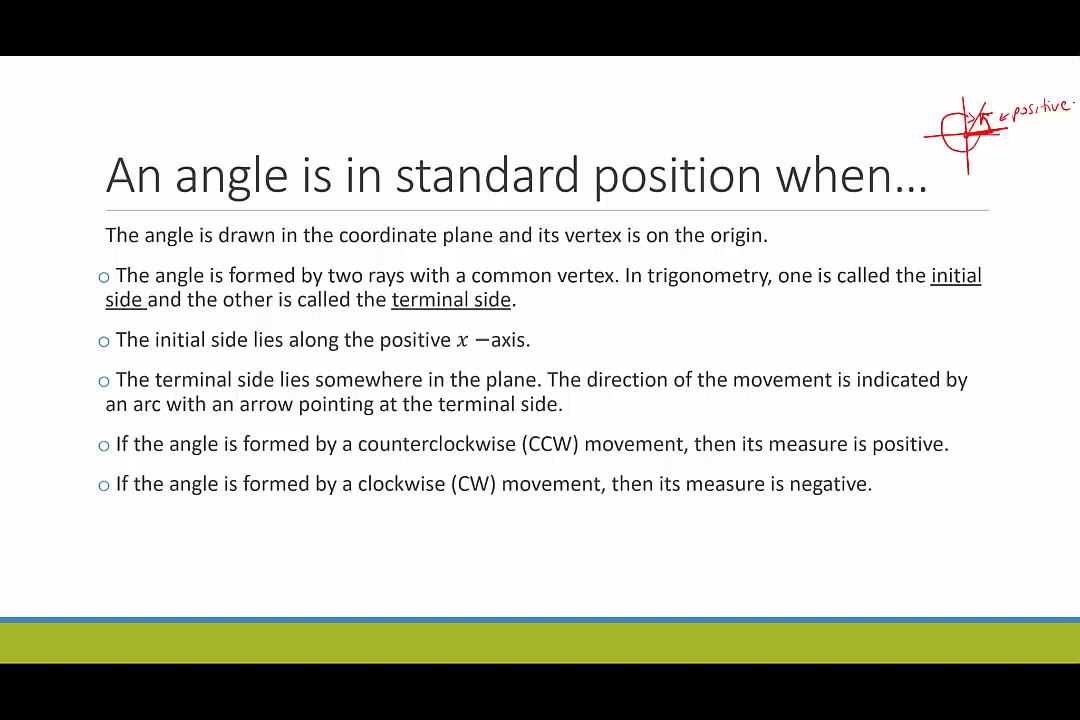 ← positive.
An angle is in standard position when...
The angle is drawn in the coordinate plane and its vertex is on the origin.
o The angle is formed by two rays with a common vertex. In trigonometry, one is called the initial
side and the other is called the terminal side.
o The initial side lies along the positive 𝑥 −axis.
o The terminal side lies somewhere in the plane. The direction of the movement is indicated by
an arc with an arrow pointing at the terminal side.
o If the angle is formed by a counterclockwise (CCW) movement, then its measure is positive.
o If the angle is formed by a clockwise (CW) movement, then its measure is negative.